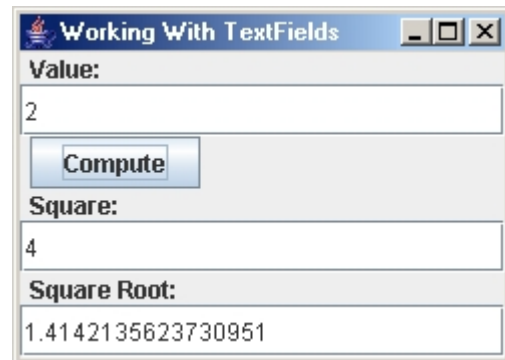 Working With TextFields
Value:
2
Compute
Square:
4
Square Root:
1.4142135623730951